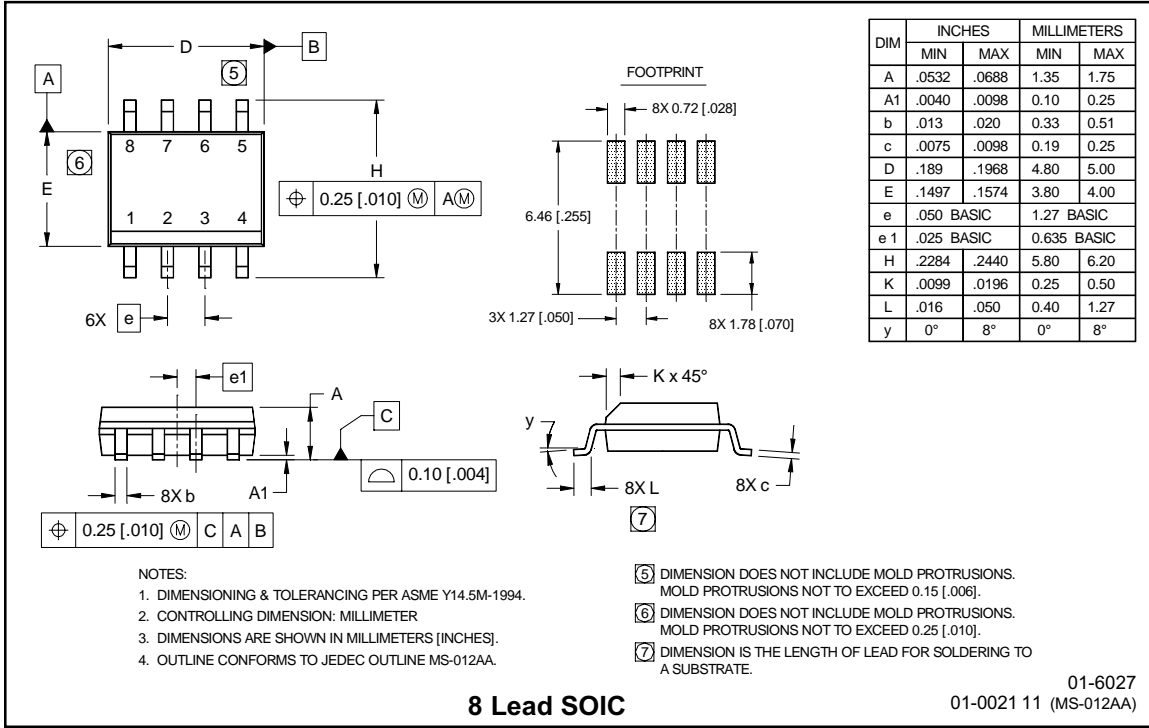 D
B
5
A
8 7 6 5
6
E
H
⌖ 0.25 [.010] Ⓜ AⓂ
1 2 3 4
6X e
FOOTPRINT
8X 0.72 [.028]
6.46 [.255]
3X 1.27 [.050]
8X 1.78 [.070]
DIM INCHES MILLIMETERS
MIN MAX MIN MAX
A .0532 .0688 1.35 1.75
A1 .0040 .0098 0.10 0.25
b .013 .020 0.33 0.51
c .0075 .0098 0.19 0.25
D .189 .1968 4.80 5.00
E .1497 .1574 3.80 4.00
e .050 BASIC 1.27 BASIC
e 1 .025 BASIC 0.635 BASIC
H .2284 .2440 5.80 6.20
K .0099 .0196 0.25 0.50
L .016 .050 0.40 1.27
y 0° 8° 0° 8°
e1
A
C
⌓ 0.10 [.004]
8X b
A1
⌖ 0.25 [.010] Ⓜ C A B
K x 45°
y
8X L
7
8X c
NOTES:
1. DIMENSIONING & TOLERANCING PER ASME Y14.5M-1994.
2. CONTROLLING DIMENSION: MILLIMETER
3. DIMENSIONS ARE SHOWN IN MILLIMETERS [INCHES].
4. OUTLINE CONFORMS TO JEDEC OUTLINE MS-012AA.
5 DIMENSION DOES NOT INCLUDE MOLD PROTRUSIONS.
MOLD PROTRUSIONS NOT TO EXCEED 0.15 [.006].
6 DIMENSION DOES NOT INCLUDE MOLD PROTRUSIONS.
MOLD PROTRUSIONS NOT TO EXCEED 0.25 [.010].
7 DIMENSION IS THE LENGTH OF LEAD FOR SOLDERING TO
A SUBSTRATE.
8 Lead SOIC
01-6027
01-0021 11 (MS-012AA)